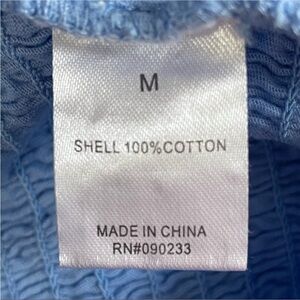 M
SHELL 100%COTTON
MADE IN CHINA
RN#090233